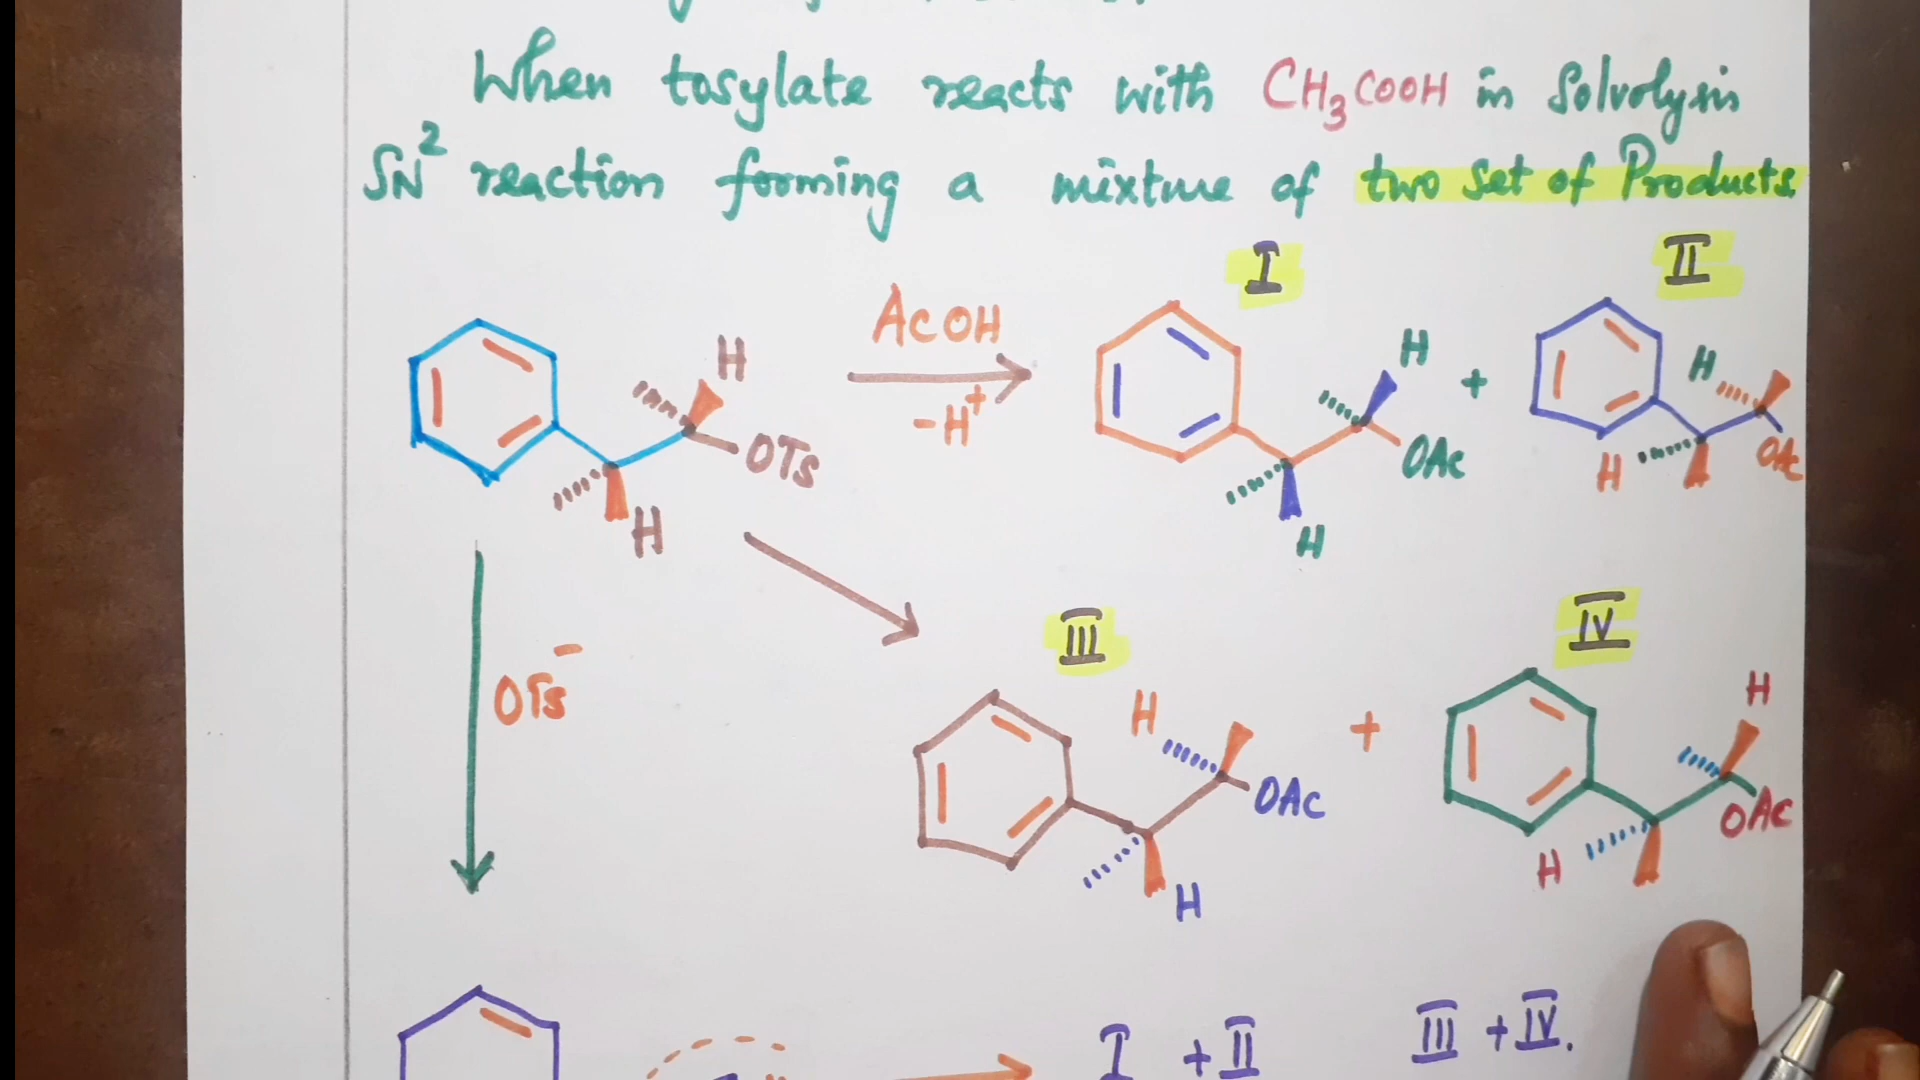 When tosylate reacts with CH3COOH in Solvolysis
SN2 reaction forming a mixture of two set of Products.
I
II
AcOH
-H+
H
OTs
H
H
OAc
H
+
H
OAc
H
OTs-
III
IV
H
OAc
H
+
H
OAc
H
I + II
III + IV.